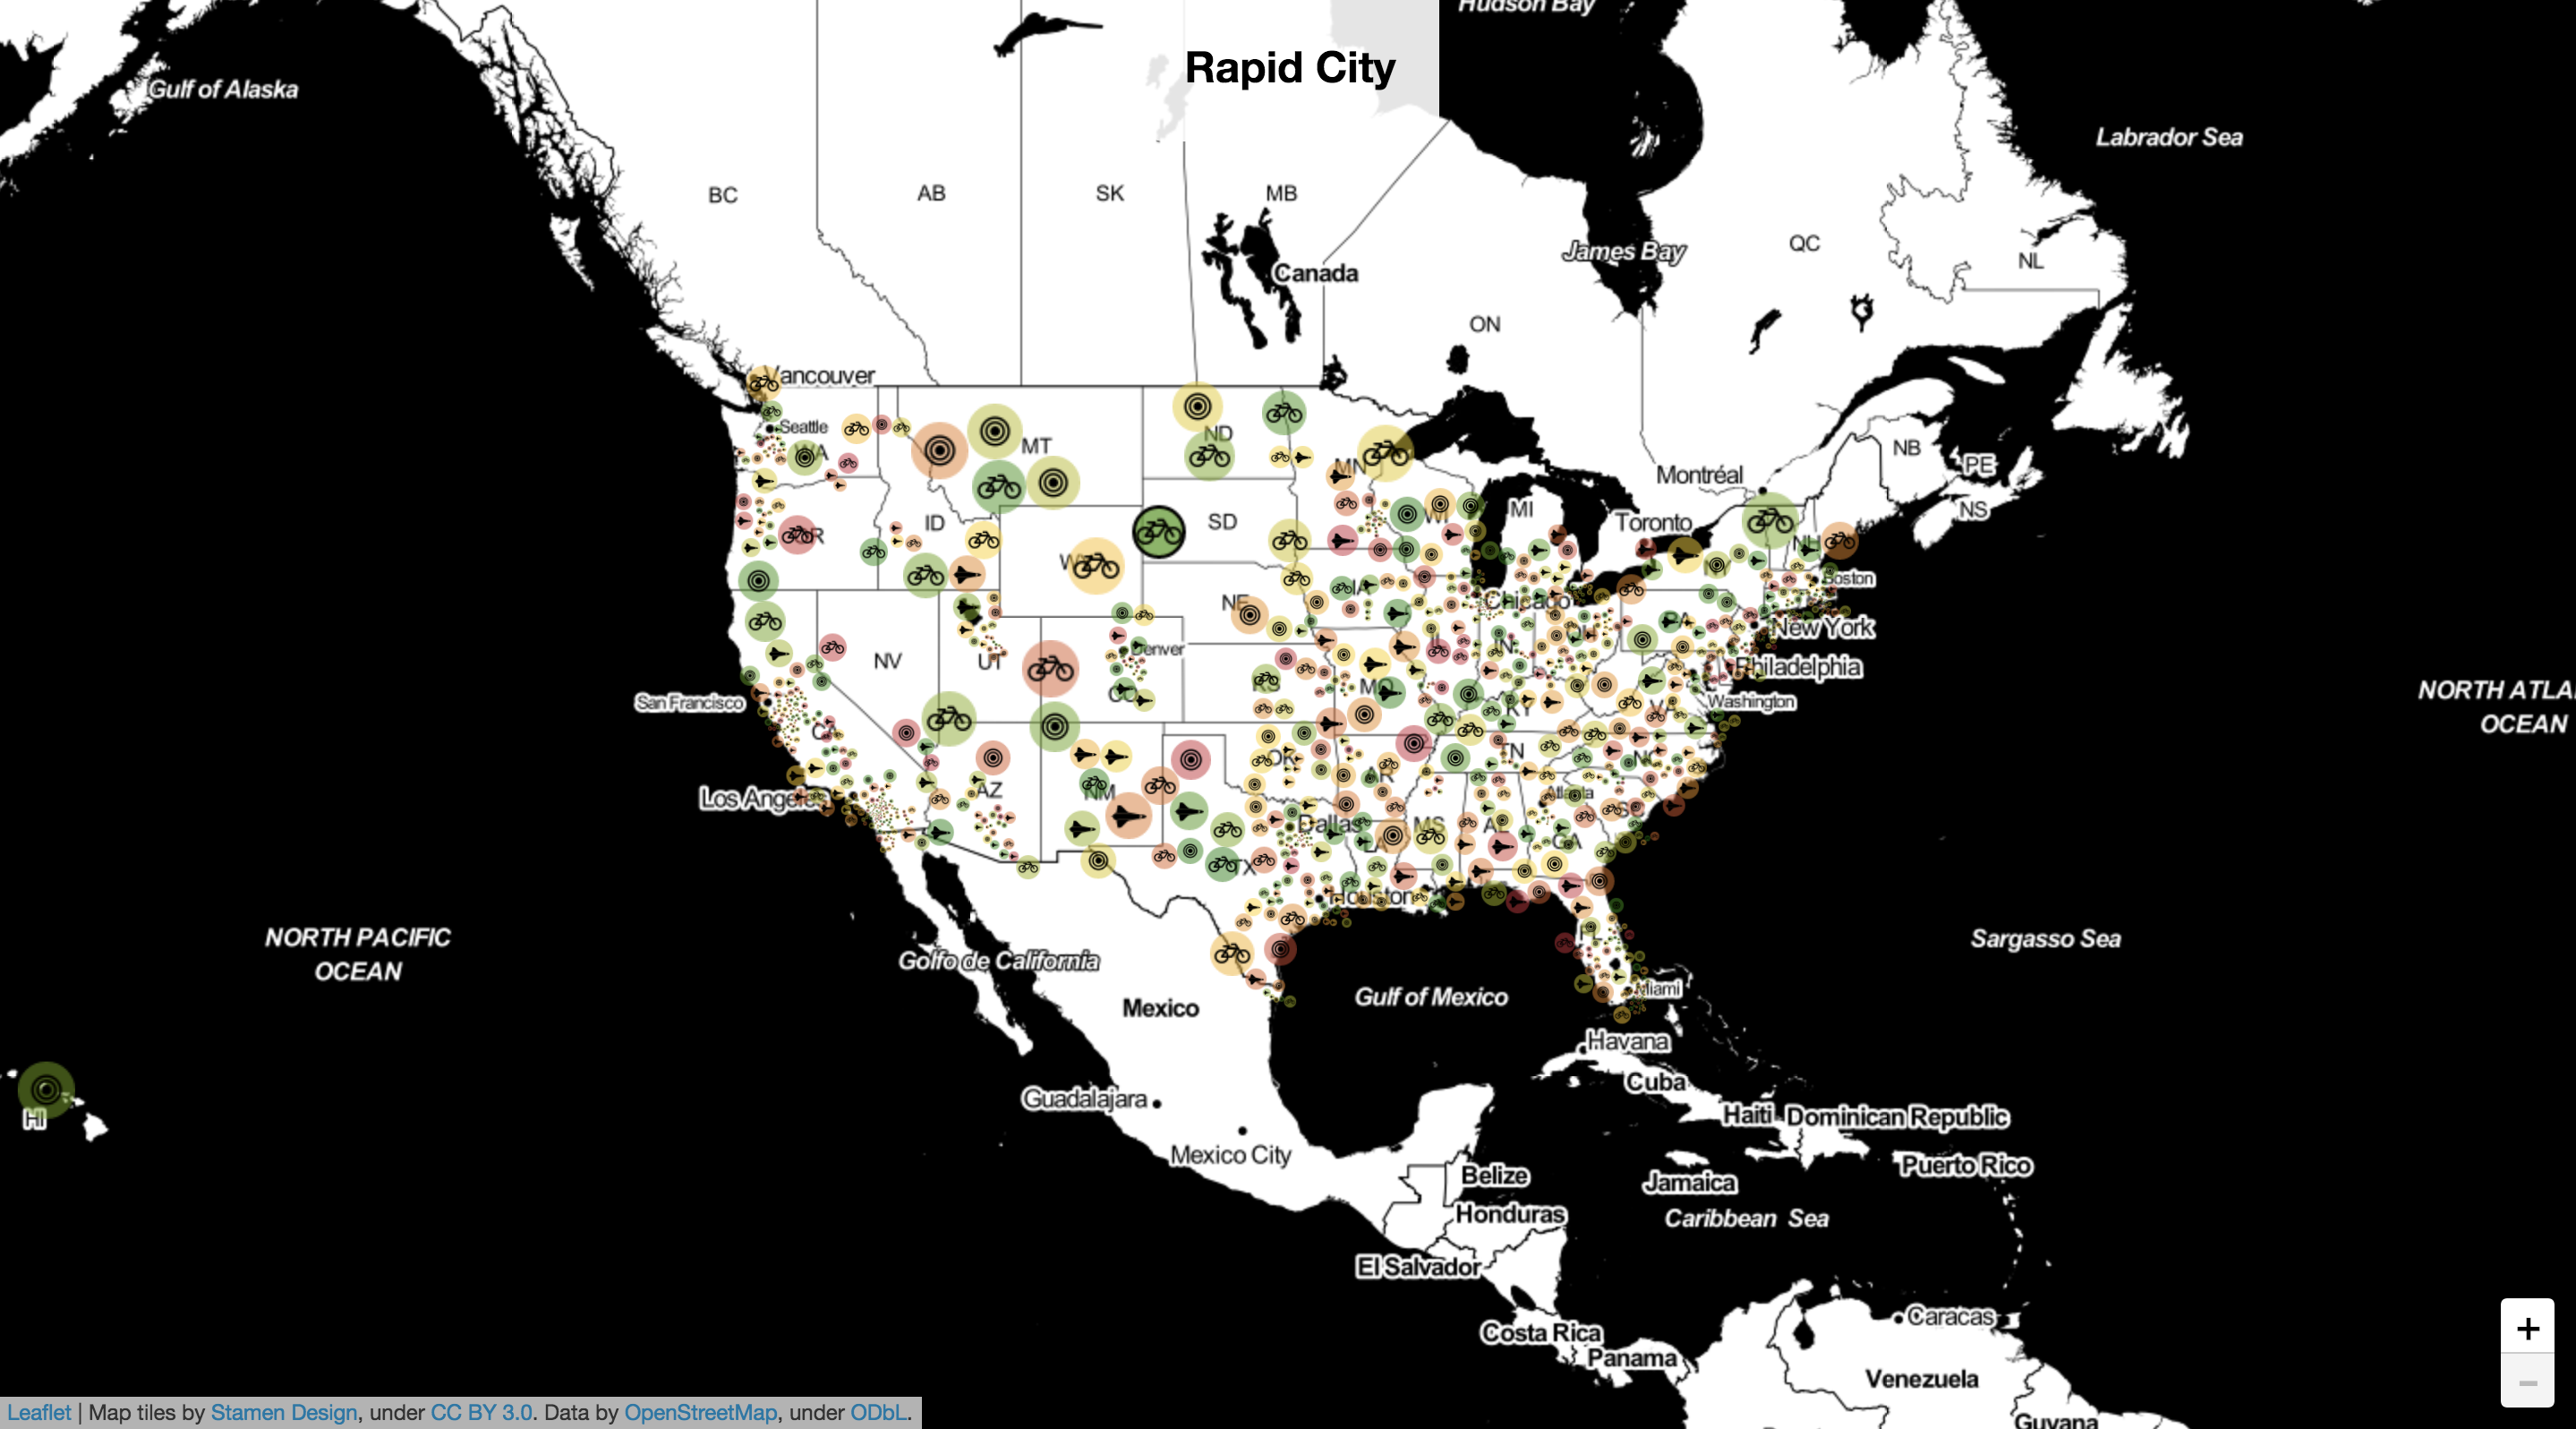 Hudson Bay
Rapid City
Gulf of Alaska
Labrador Sea
BC
AB
SK
MB
QC
James Bay
NL
Canada
ON
Vancouver
Seattle
WA
ND
MT
MN
NB
PE
Montréal
NS
ID
SD
WI
MI
Toronto
OR
NH
NY
Boston
IA
NE
Chicago
PA
New York
NV
UT
Denver
IN
Philadelphia
KS
MO
CO
San Francisco
KY
VA
Washington
NORTH ATLA
OCEAN
CA
OK
TN
NC
AR
Los Angeles
AZ
NM
Atlanta
SC
Dallas
MS
AL
GA
LA
TX
Houston
FL
NORTH PACIFIC
OCEAN
Golfo de California
Sargasso Sea
Mexico
Gulf of Mexico
Miami
Havana
Cuba
Guadalajara
HI
Haiti
Dominican Republic
Mexico City
Belize
Jamaica
Puerto Rico
Honduras
Caribbean Sea
El Salvador
Caracas
Costa Rica
Panama
Venezuela
Guyana
+
−
Leaflet | Map tiles by Stamen Design, under CC BY 3.0. Data by OpenStreetMap, under ODbL.